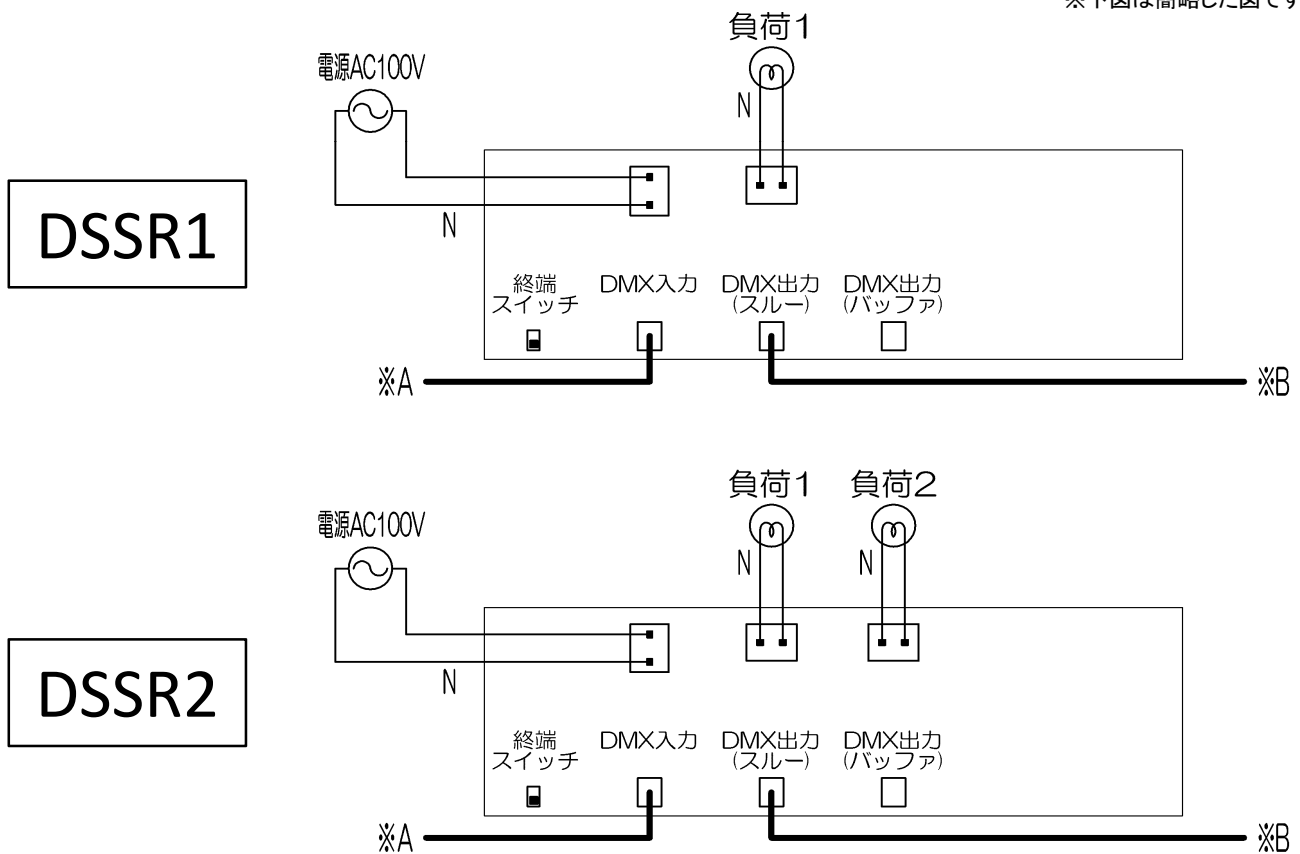 ※下図は簡略した図です
負荷1
電源AC100V
N
DSSR1
N
終端
スイッチ
DMX入力
DMX出力
(スルー)
DMX出力
(バッファ)
※A
※B
負荷1
負荷2
電源AC100V
N
N
DSSR2
N
終端
スイッチ
DMX入力
DMX出力
(スルー)
DMX出力
(バッファ)
※A
※B